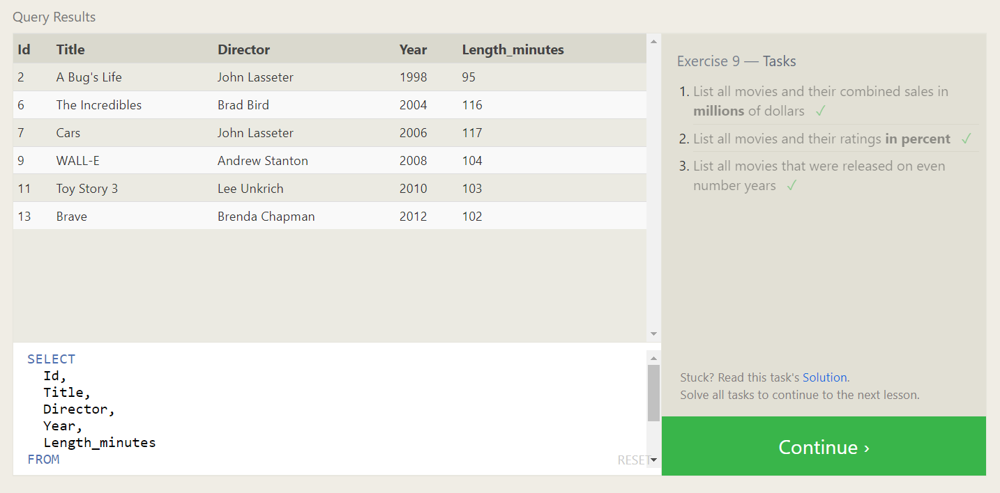 Query Results
Id Title Director Year Length_minutes
2 A Bug's Life John Lasseter 1998 95
6 The Incredibles Brad Bird 2004 116
7 Cars John Lasseter 2006 117
9 WALL-E Andrew Stanton 2008 104
11 Toy Story 3 Lee Unkrich 2010 103
13 Brave Brenda Chapman 2012 102
SELECT
Id,
Title,
Director,
Year,
Length_minutes
FROM
RESET
Exercise 9 — Tasks
1. List all movies and their combined sales in
millions of dollars ✓
2. List all movies and their ratings in percent ✓
3. List all movies that were released on even
number years ✓
Stuck? Read this task's Solution.
Solve all tasks to continue to the next lesson.
Continue ›